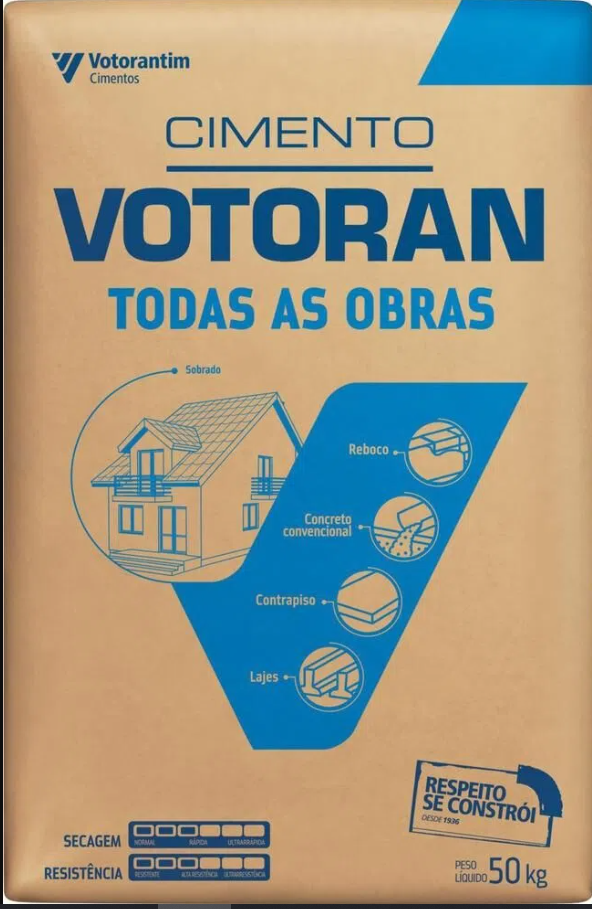 Votorantim
Cimentos
CIMENTO
VOTORAN
TODAS AS OBRAS
Sobrado
Reboco
Concreto
convencional
Contrapiso
Lajes
RESPEITO
SE CONSTRÓI
DESDE 1936
SECAGEM
NORMAL RÁPIDA ULTRARRÁPIDA
RESISTÊNCIA
RESISTENTE ALTA RESISTÊNCIA ULTRARRESISTÊNCIA
PESO
LÍQUIDO 50 kg